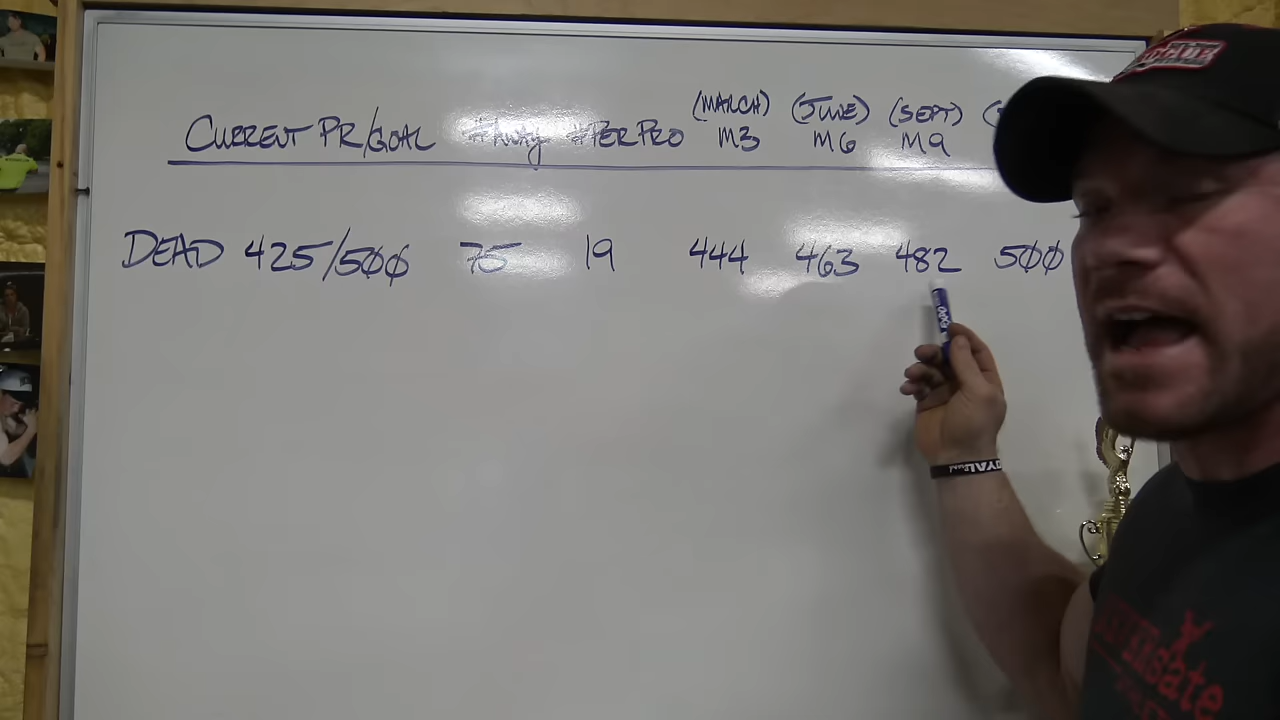 (MARCH) (JUNE) (SEPT) (
CURRENT PR/GOAL #Away #PER PRO M3 M6 M9
DEAD 425/500 75 19 444 463 482 500
EXPO